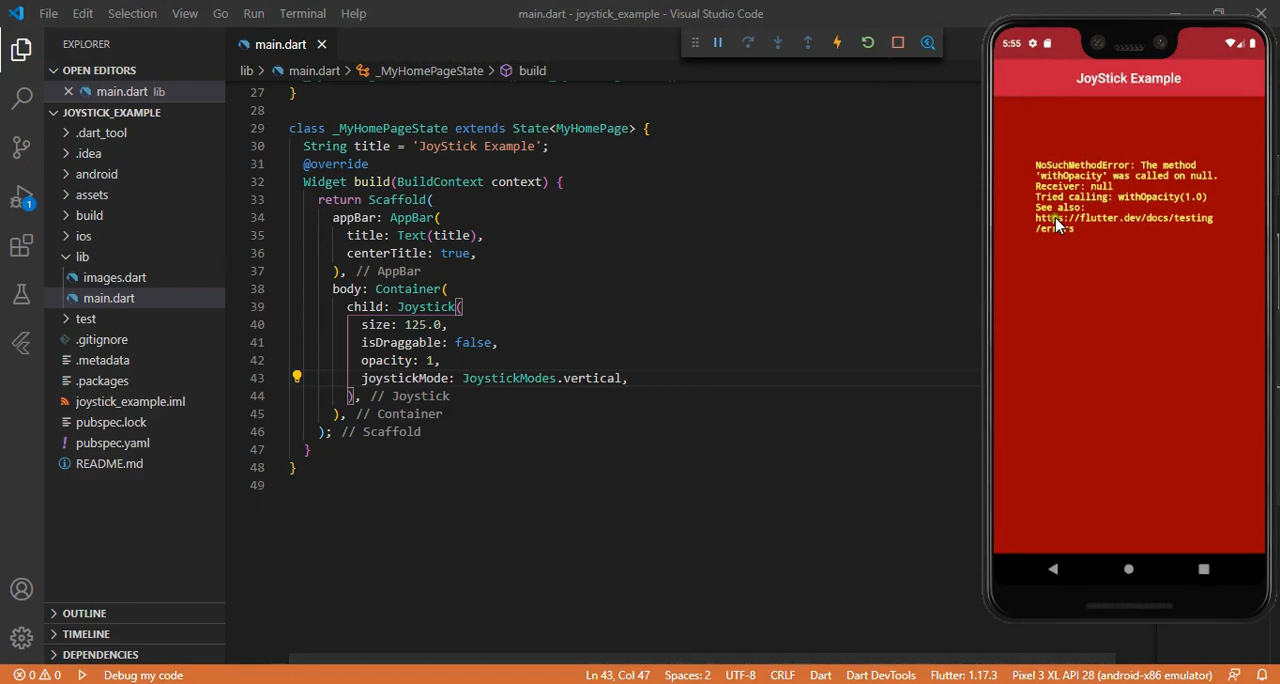 File Edit Selection View Go Run Terminal Help
main.dart - joystick_example - Visual Studio Code
EXPLORER
OPEN EDITORS
main.dart lib
JOYSTICK_EXAMPLE
.dart_tool
.idea
android
assets
build
ios
lib
images.dart
main.dart
test
.gitignore
.metadata
.packages
joystick_example.iml
pubspec.lock
pubspec.yaml
README.md
OUTLINE
TIMELINE
DEPENDENCIES
1
main.dart
lib > main.dart > _MyHomePageState > build
27 }
28
29 class _MyHomePageState extends State<MyHomePage> {
30 String title = 'JoyStick Example';
31 @override
32 Widget build(BuildContext context) {
33 return Scaffold(
34 appBar: AppBar(
35 title: Text(title),
36 centerTitle: true,
37 ), // AppBar
38 body: Container(
39 child: Joystick(
40 size: 125.0,
41 isDraggable: false,
42 opacity: 1,
43 joystickMode: JoystickModes.vertical,
44 ), // Joystick
45 ), // Container
46 ); // Scaffold
47 }
48 }
49
5:55
JoyStick Example
NoSuchMethodError: The method
'withOpacity' was called on null.
Receiver: null
Tried calling: withOpacity(1.0)
See also:
https://flutter.dev/docs/testing
/errors
0 0 Debug my code
Ln 43, Col 47 Spaces: 2 UTF-8 CRLF Dart Dart DevTools Flutter: 1.17.3 Pixel 3 XL API 28 (android-x86 emulator)